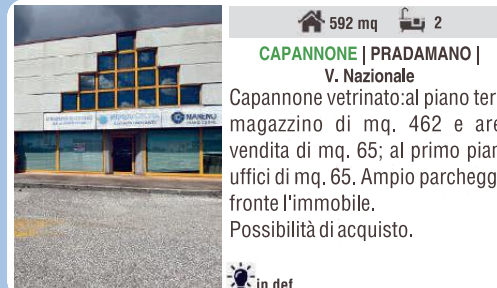 592 mq 2
CAPANNONE | PRADAMANO |
V. Nazionale
Capannone vetrinato:al piano ter
magazzino di mq. 462 e are
vendita di mq. 65; al primo pian
uffici di mq. 65. Ampio parchegg
fronte l'immobile.
Possibilità di acquisto.
in def